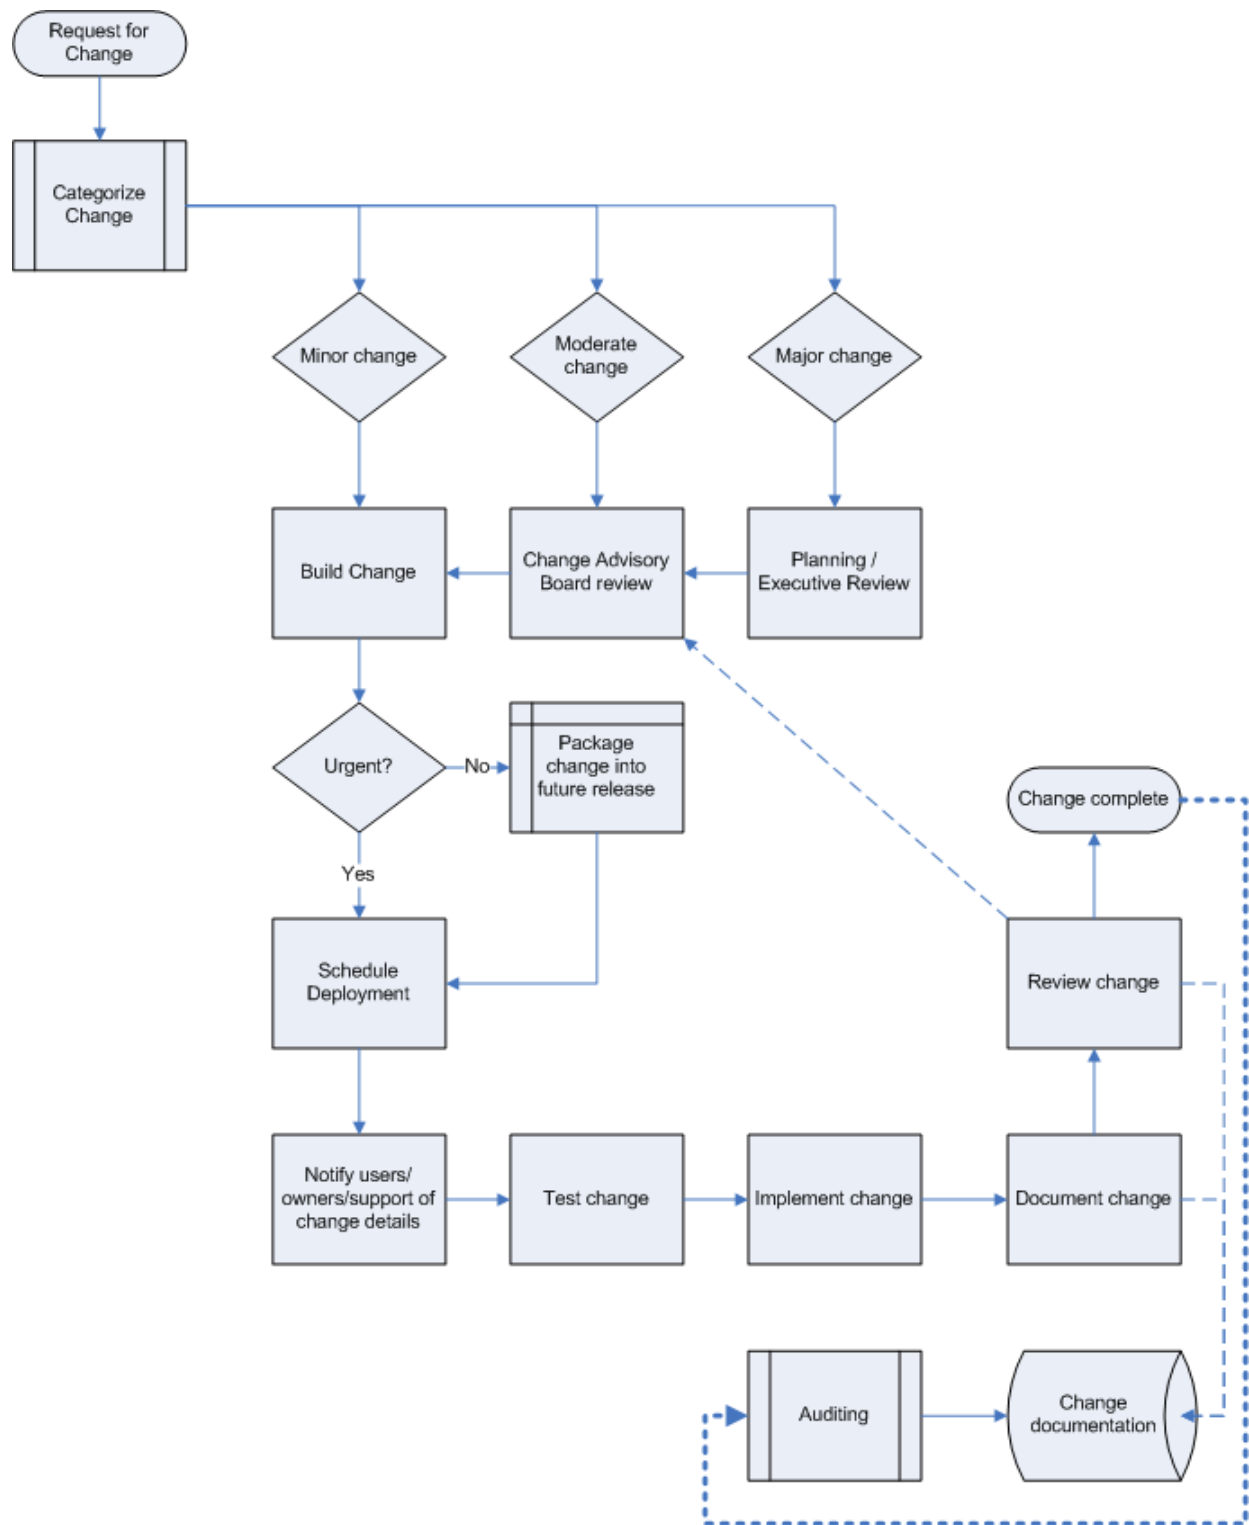 Request for
Change
Categorize
Change
Minor change
Moderate
change
Major change
Build Change
Change Advisory
Board review
Planning /
Executive Review
Urgent?
No
Package
change into
future release
Change complete
Yes
Schedule
Deployment
Review change
Notify users/
owners/support of
change details
Test change
Implement change
Document change
Auditing
Change
documentation